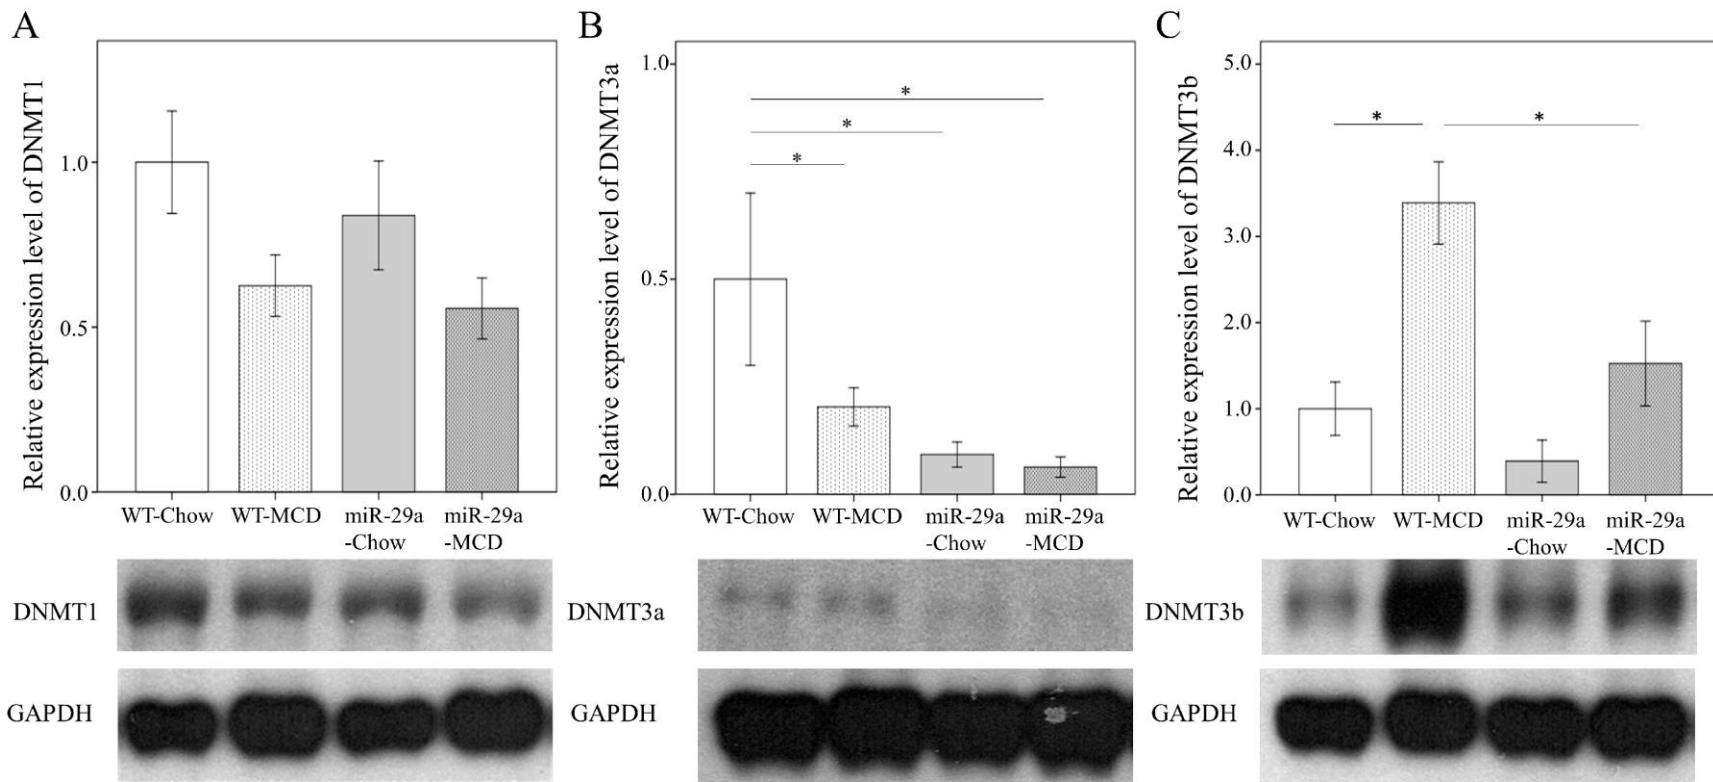 A
Relative expression level of DNMT1
1.0
0.5
0.0
WT-Chow
WT-MCD
miR-29a
-Chow
miR-29a
-MCD
DNMT1
GAPDH
B
Relative expression level of DNMT3a
1.0
0.5
0.0
*
*
*
WT-Chow
WT-MCD
miR-29a
-Chow
miR-29a
-MCD
DNMT3a
GAPDH
C
Relative expression level of DNMT3b
5.0
4.0
3.0
2.0
1.0
0.0
*
*
WT-Chow
WT-MCD
miR-29a
-Chow
miR-29a
-MCD
DNMT3b
GAPDH